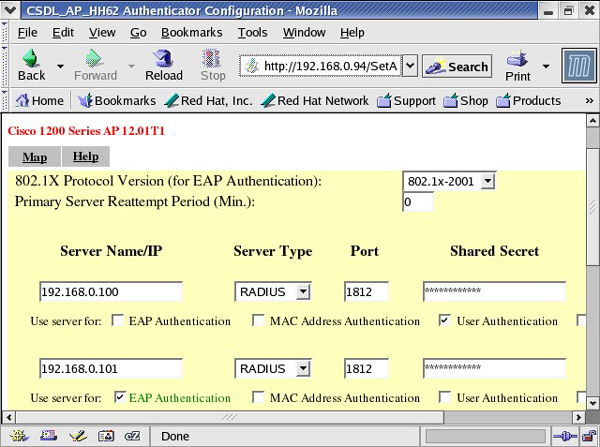 CSDL_AP_HH62 Authenticator Configuration - Mozilla
File Edit View Go Bookmarks Tools Window Help
Back Forward Reload Stop http://192.168.0.94/SetA Search Print
Home Bookmarks Red Hat, Inc. Red Hat Network Support Shop Products »
Cisco 1200 Series AP 12.01T1
Map Help
802.1X Protocol Version (for EAP Authentication): 802.1x-2001
Primary Server Reattempt Period (Min.): 0
Server Name/IP Server Type Port Shared Secret
192.168.0.100 RADIUS 1812 ************
Use server for: EAP Authentication MAC Address Authentication User Authentication
192.168.0.101 RADIUS 1812 ************
Use server for: EAP Authentication MAC Address Authentication User Authentication
Done